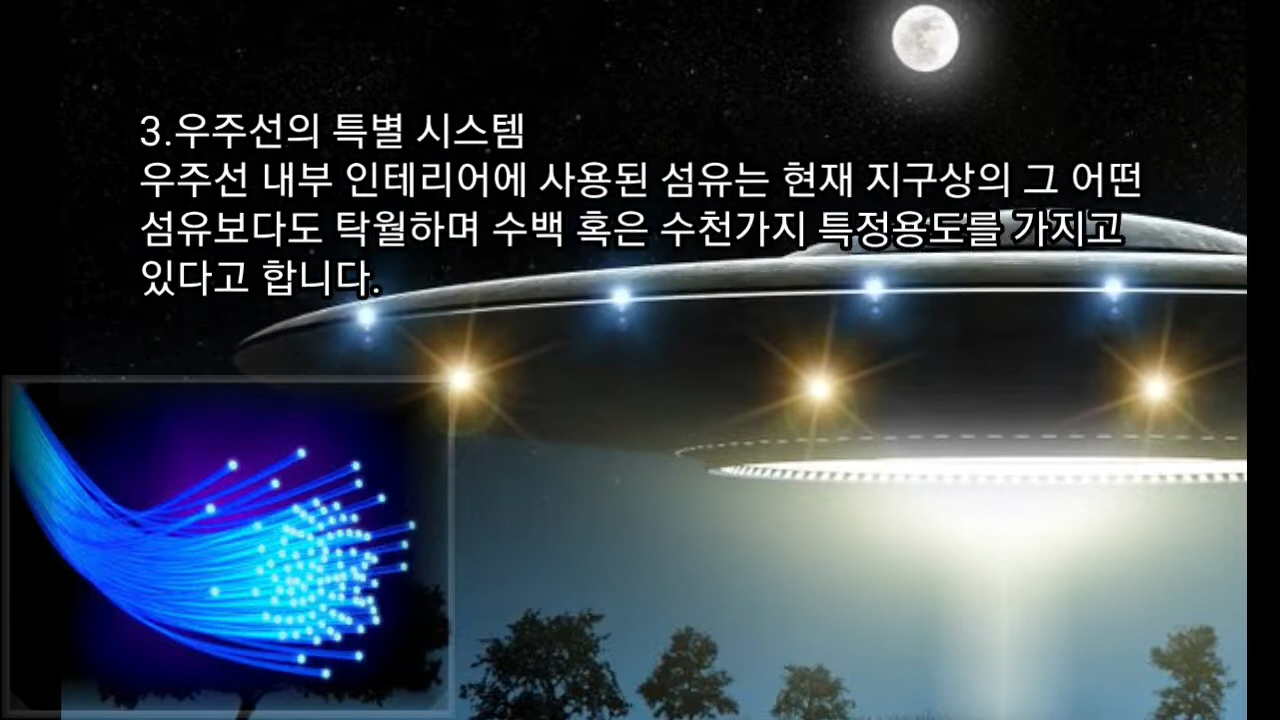 3.우주선의 특별 시스템
우주선 내부 인테리어에 사용된 섬유는 현재 지구상의 그 어떤
섬유보다도 탁월하며 수백 혹은 수천가지 특정용도를 가지고
있다고 합니다.